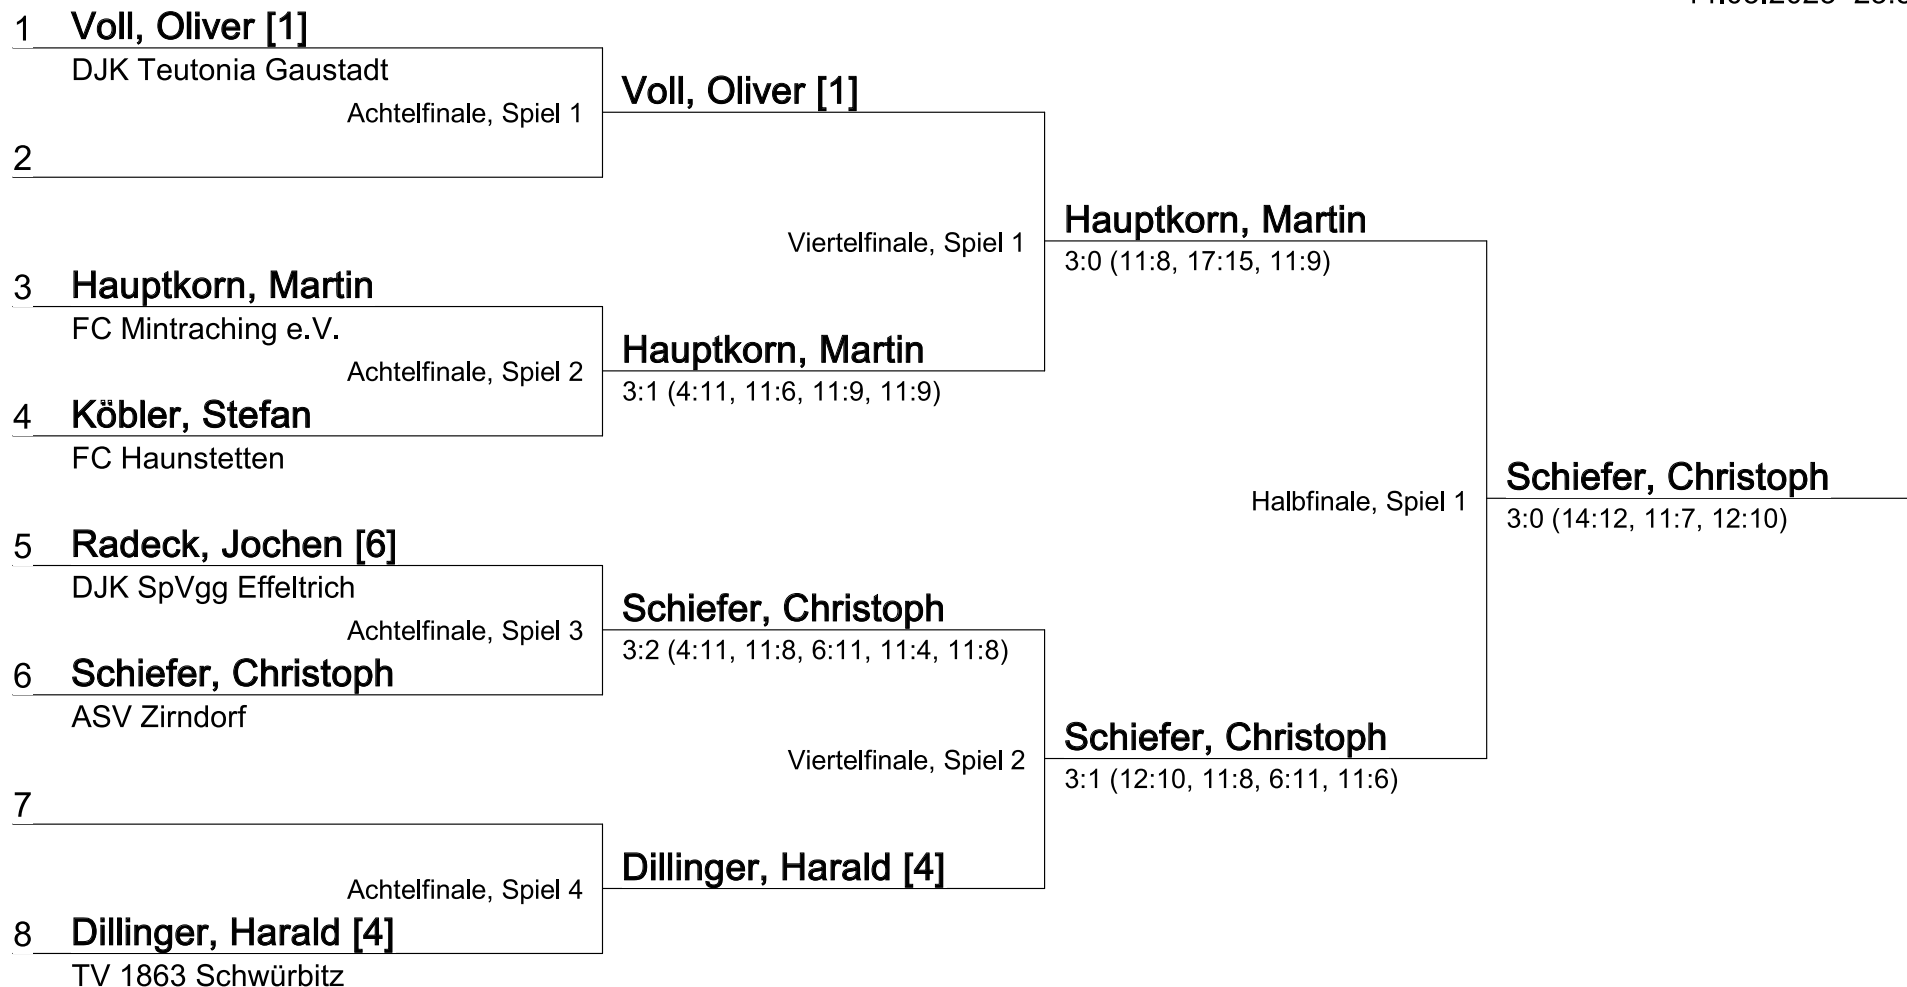 1 Voll, Oliver [1]
DJK Teutonia Gaustadt
Achtelfinale, Spiel 1
Voll, Oliver [1]
2
Viertelfinale, Spiel 1
Hauptkorn, Martin
3:0 (11:8, 17:15, 11:9)
3 Hauptkorn, Martin
FC Mintraching e.V.
Achtelfinale, Spiel 2
Hauptkorn, Martin
3:1 (4:11, 11:6, 11:9, 11:9)
4 Köbler, Stefan
FC Haunstetten
Halbfinale, Spiel 1
Schiefer, Christoph
3:0 (14:12, 11:7, 12:10)
5 Radeck, Jochen [6]
DJK SpVgg Effeltrich
Achtelfinale, Spiel 3
Schiefer, Christoph
3:2 (4:11, 11:8, 6:11, 11:4, 11:8)
6 Schiefer, Christoph
ASV Zirndorf
Viertelfinale, Spiel 2
Schiefer, Christoph
3:1 (12:10, 11:8, 6:11, 11:6)
7
Achtelfinale, Spiel 4
Dillinger, Harald [4]
8 Dillinger, Harald [4]
TV 1863 Schwürbitz